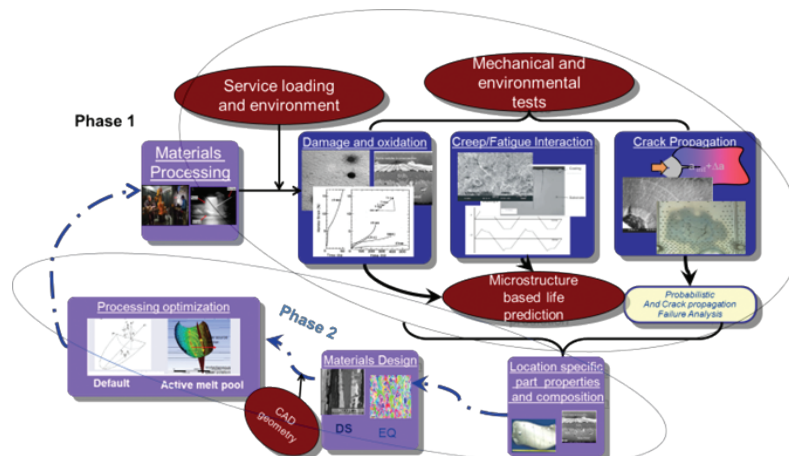 Mechanical and
environmental
tests
Service loading
and environment
Phase 1
Materials
Processing
Damage and oxidation
Creep/Fatigue Interaction
Crack Propagation
Microstructure
based life
prediction
Probabilistic
And Crack propagation
Failure Analysis
Phase 2
Processing optimization
Default
Active melt pool
CAD
geometry
Materials Design
DS
EQ
Location specific
part properties
and composition